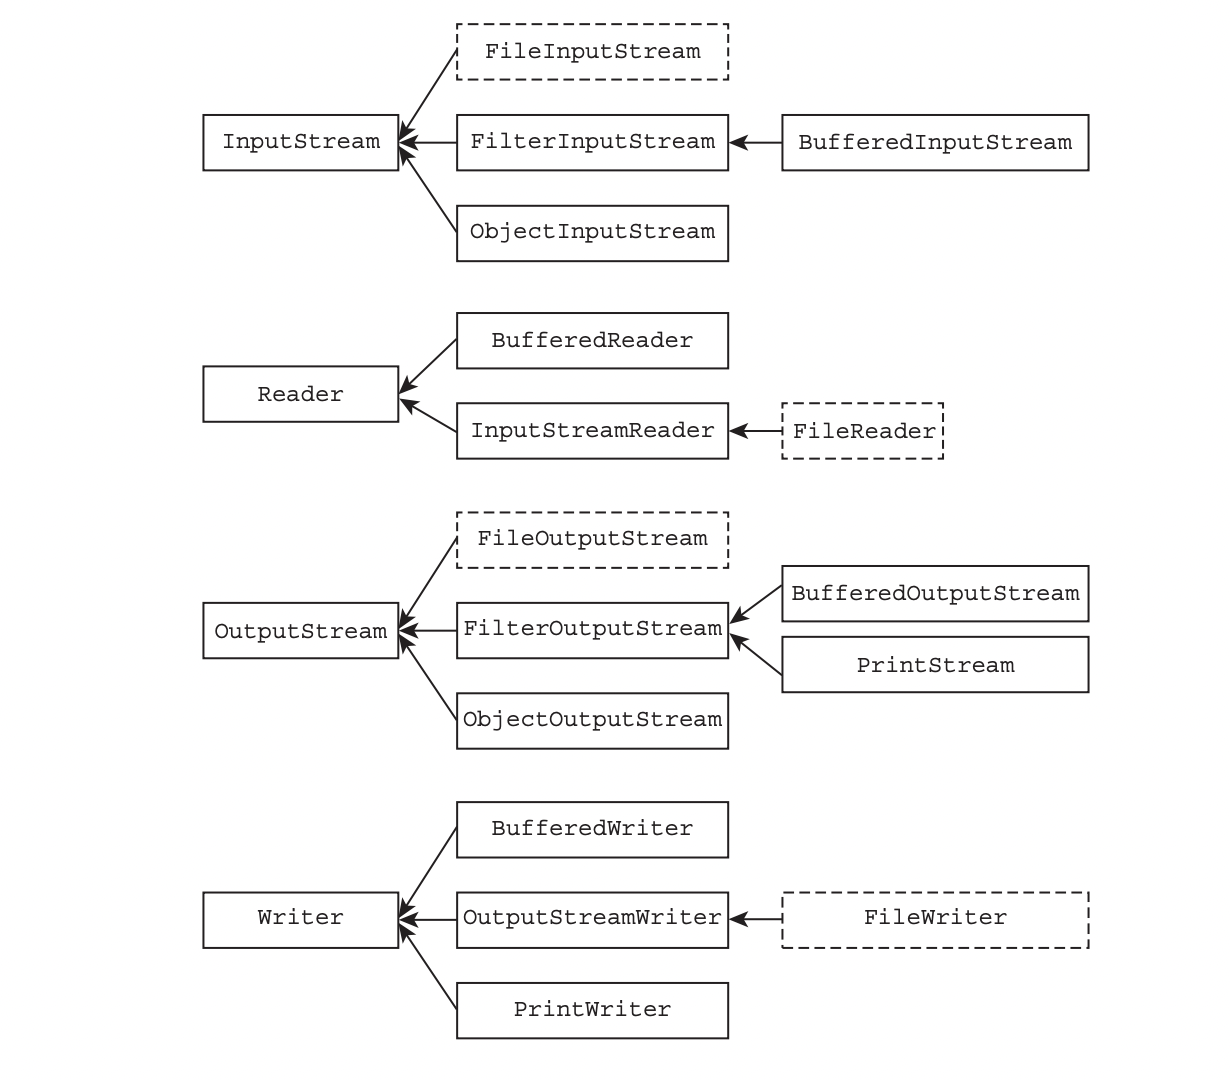 FileInputStream
InputStream
FilterInputStream
BufferedInputStream
ObjectInputStream
BufferedReader
Reader
InputStreamReader
FileReader
FileOutputStream
OutputStream
FilterOutputStream
BufferedOutputStream
PrintStream
ObjectOutputStream
BufferedWriter
Writer
OutputStreamWriter
FileWriter
PrintWriter